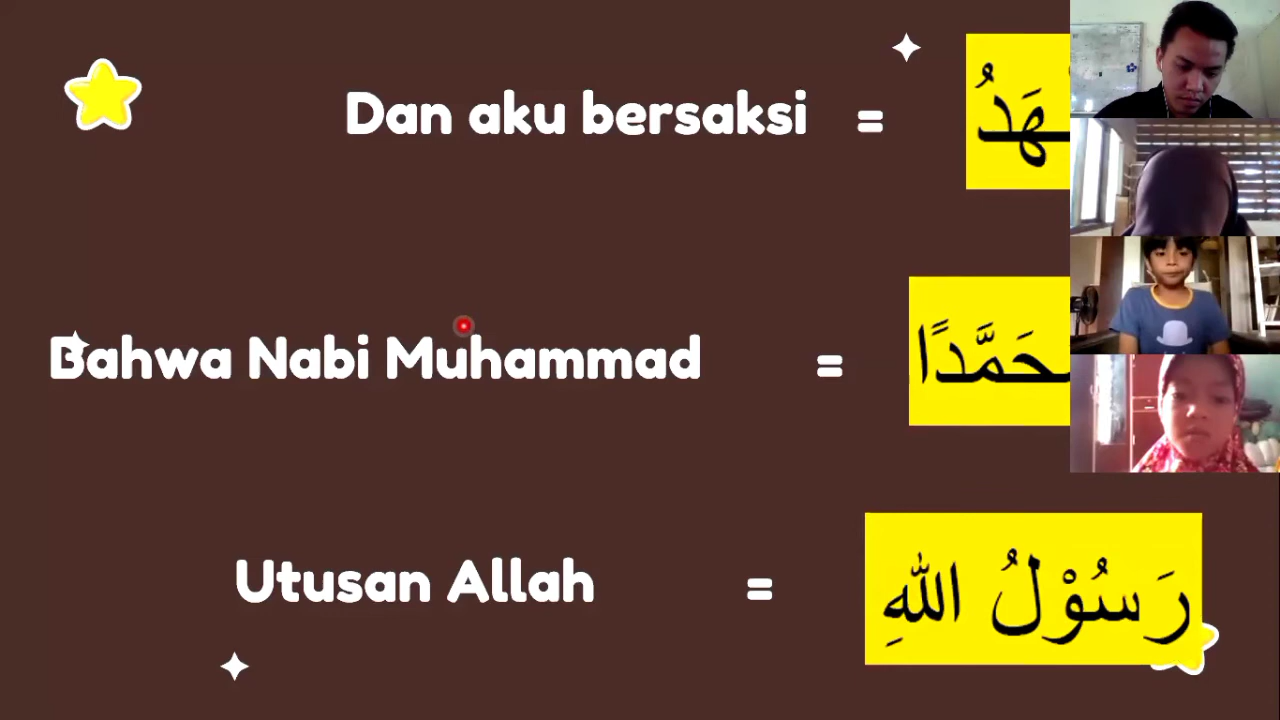 Dan aku bersaksi =
Bahwa Nabi Muhammad =
Utusan Allah = رَسُوْلُ اللهِ